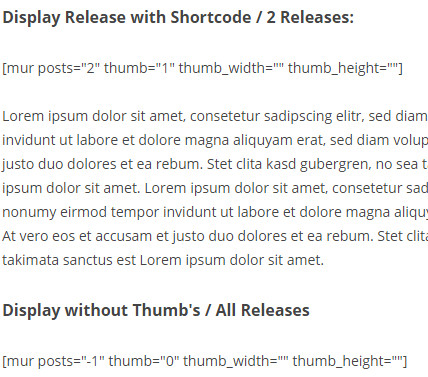 Display Release with Shortcode / 2 Releases:
[mur posts="2" thumb="1" thumb_width="" thumb_height=""]
Lorem ipsum dolor sit amet, consetetur sadipscing elitr, sed diam
invidunt ut labore et dolore magna aliquyam erat, sed diam
justo duo dolores et ea rebum. Stet clita kasd gubergren, no sea
ipsum dolor sit amet. Lorem ipsum dolor sit amet, consetetur
nonumy eirmod tempor invidunt ut labore et dolore magna
At vero eos et accusam et justo duo dolores et ea rebum. Stet
takimata sanctus est Lorem ipsum dolor sit amet.
Display without Thumb's / All Releases
[mur posts="-1" thumb="0" thumb_width="" thumb_height=""]